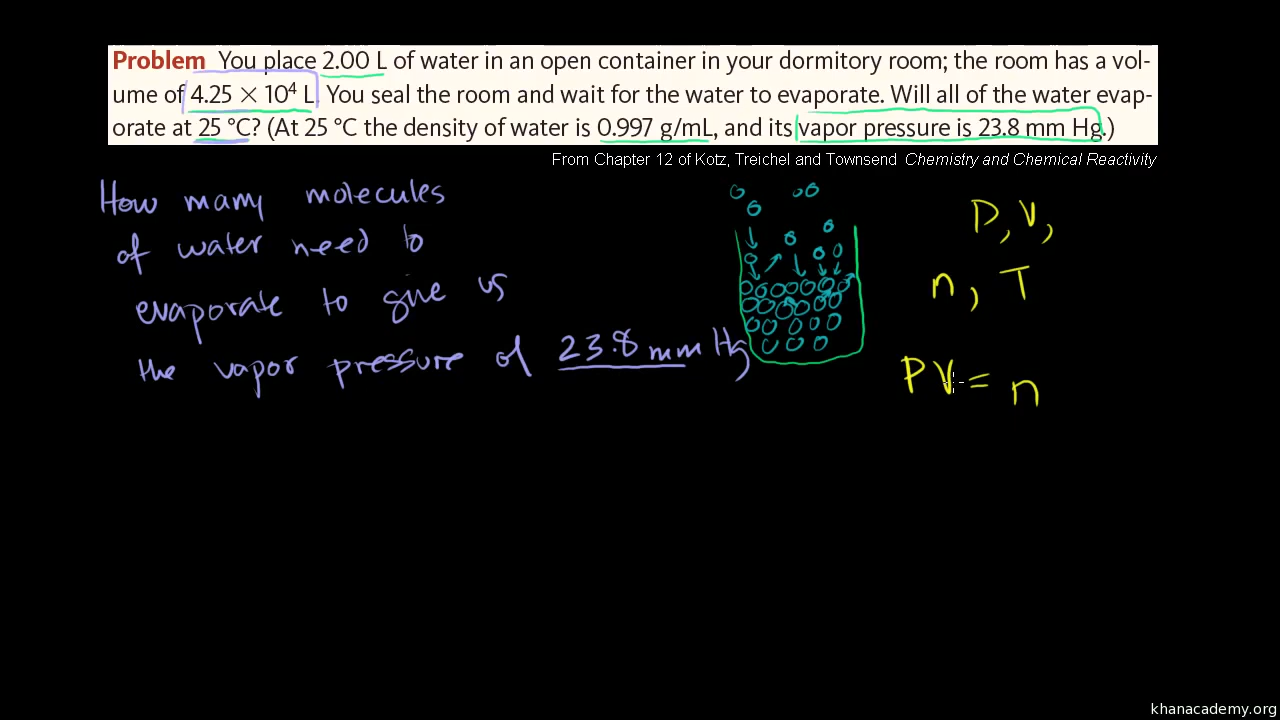 Problem You place 2.00 L of water in an open container in your dormitory room; the room has a vol-
ume of 4.25 × 10⁴ L. You seal the room and wait for the water to evaporate. Will all of the water evap-
orate at 25 °C? (At 25 °C the density of water is 0.997 g/mL, and its vapor pressure is 23.8 mm Hg.)
From Chapter 12 of Kotz, Treichel and Townsend Chemistry and Chemical Reactivity
How many molecules
of water need to
evaporate to give us
the vapor pressure of 23.8 mm Hg
P, V,
n, T
PV = n
khanacademy.org